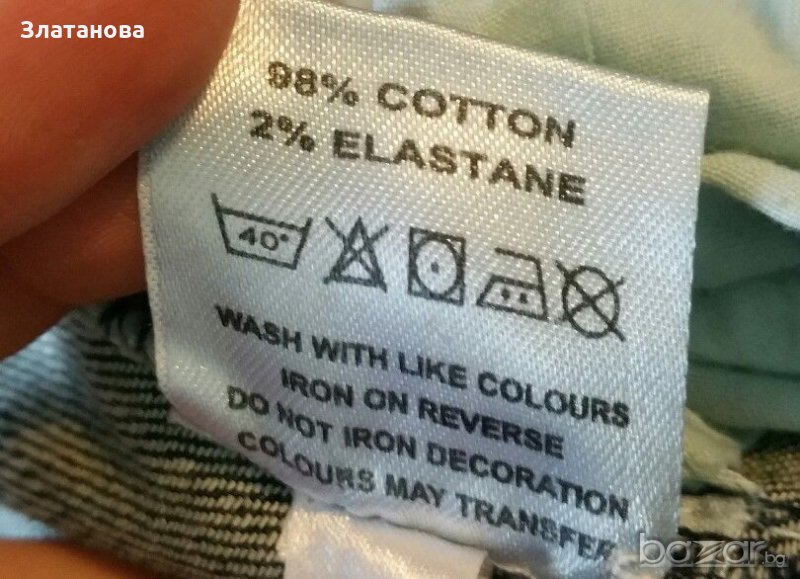 Златанова
98% COTTON
2% ELASTANE
40°
WASH WITH LIKE COLOURS
IRON ON REVERSE
DO NOT IRON DECORATION
COLOURS MAY TRANSFER
bazar.bg